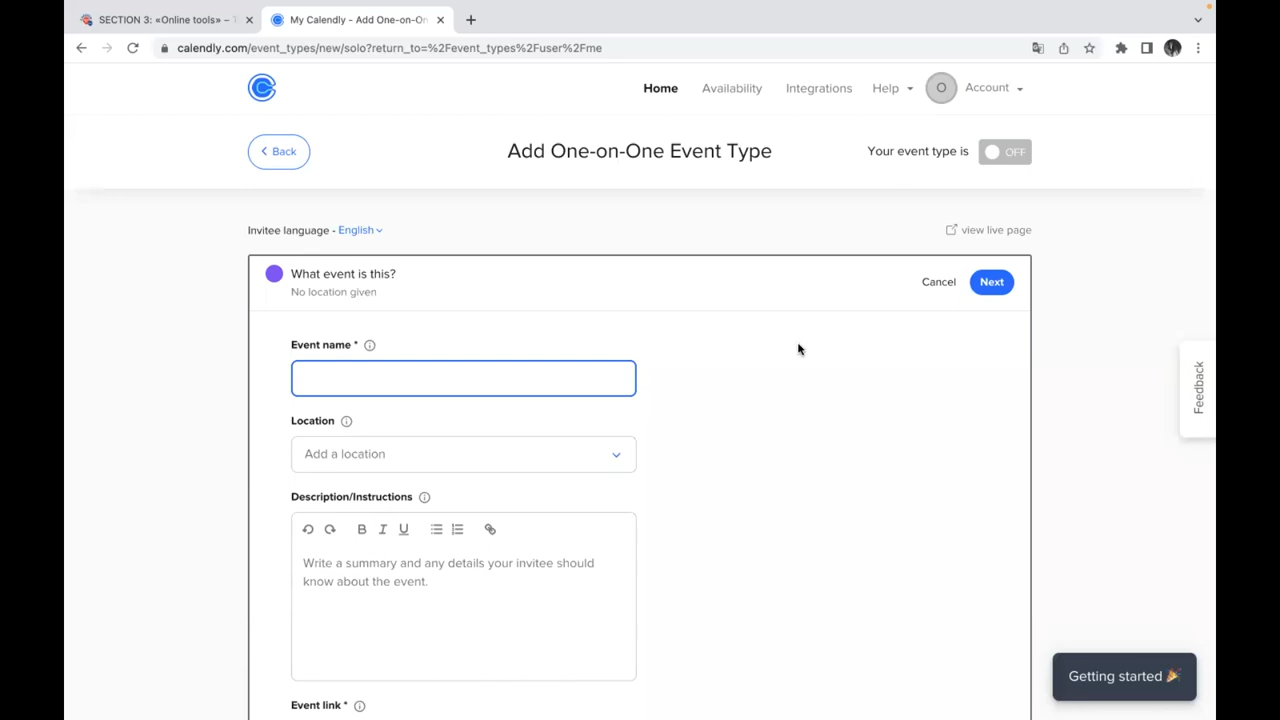 SECTION 3: «Online tools» –
My Calendly - Add One-on-On
calendly.com/event_types/new/solo?return_to=%2Fevent_types%2Fuser%2Fme
Home Availability Integrations Help O Account
Back Add One-on-One Event Type Your event type is OFF
Invitee language - English view live page
What event is this?
No location given
Cancel Next
Event name *
Location
Add a location
Feedback
Description/Instructions
B I U
Write a summary and any details your invitee should
know about the event.
Getting started 🎉
Event link *